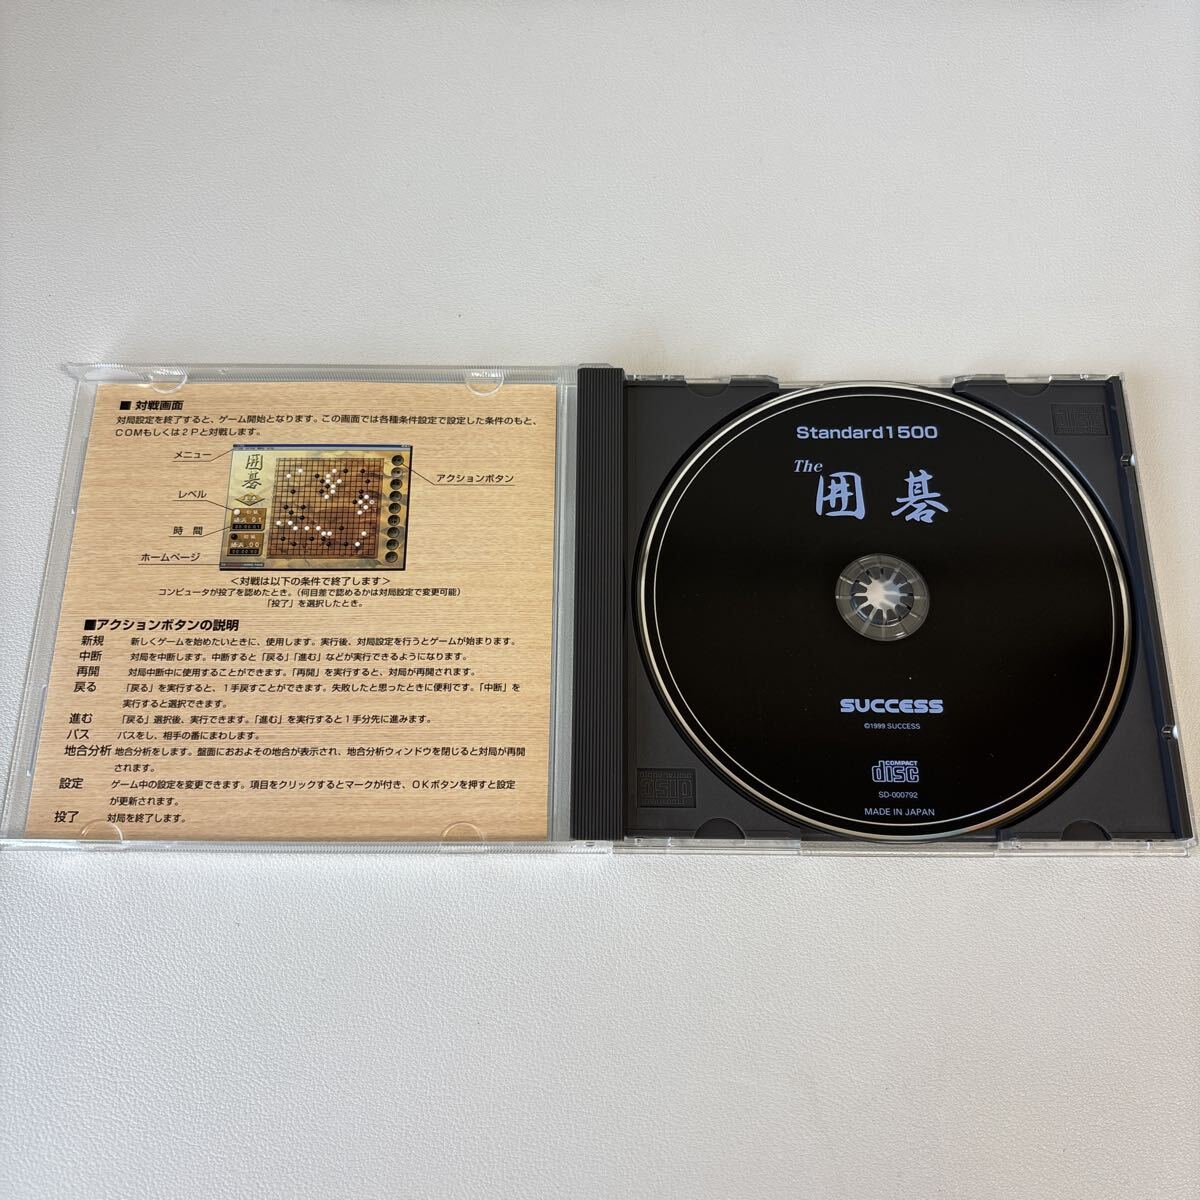 ■ 対戦画面
対局設定を終了すると、ゲーム開始となります。この画面では各種条件設定で設定した条件のもと、
COMもしくは2Pと対戦します。
メニュー
レベル
時間
ホームページ
アクションボタン
囲碁
<対戦は以下の条件で終了します>
コンピュータが投了を認めたとき。(何目差で認めるかは対局設定で変更可能)
「投了」を選択したとき。
■アクションボタンの説明
新規 新しくゲームを始めたいときに、使用します。実行後、対局設定を行うとゲームが始まります。
中断 対局を中断します。中断すると「戻る」「進む」などが実行できるようになります。
再開 対局中断中に使用することができます。「再開」を実行すると、対局が再開されます。
戻る 「戻る」を実行すると、1手戻すことができます。失敗したと思ったときに便利です。「中断」を
実行すると選択できます。
進む 「戻る」選択後、実行できます。「進む」を実行すると1手分先に進みます。
パス パスをし、相手の番にまわします。
地合分析 地合分析をします。盤面におおよその地合が表示され、地合分析ウィンドウを閉じると対局が再開
されます。
設定 ゲーム中の設定を変更できます。項目をクリックするとマークが付き、OKボタンを押すと設定
が更新されます。
投了 対局を終了します。
Standard1500
The
囲碁
SUCCESS
©1999 SUCCESS
COMPACT
disc
SD-000792
MADE IN JAPAN